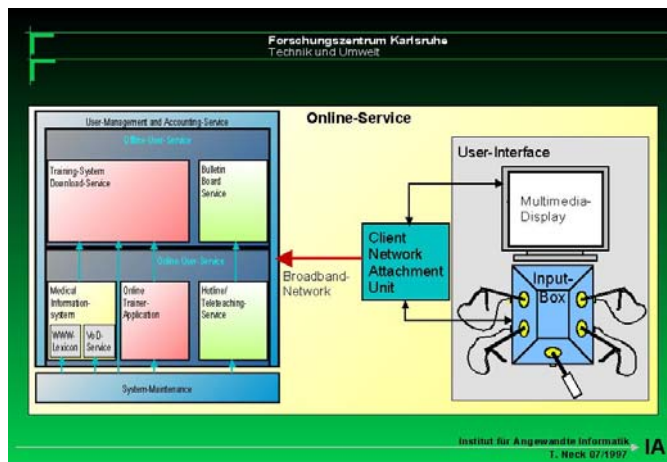 Forschungszentrum Karlsruhe
Technik und Umwelt
Online-Service
User-Management and Accounting-Service
Offline-User-Service
Training-System
Download-Service
Bulletin
Board
Service
Online User-Service
Medical
Information-
system
WWW-
Lexicon
VoD-
Service
Online
Trainer-
Application
Hotline/
Teleteaching-
Service
System-Maintenance
Broadband-
Network
Client
Network
Attachment
Unit
User-Interface
Multimedia-
Display
Input-
Box
Institut für Angewandte Informatik
T. Neck 07/1997
IA